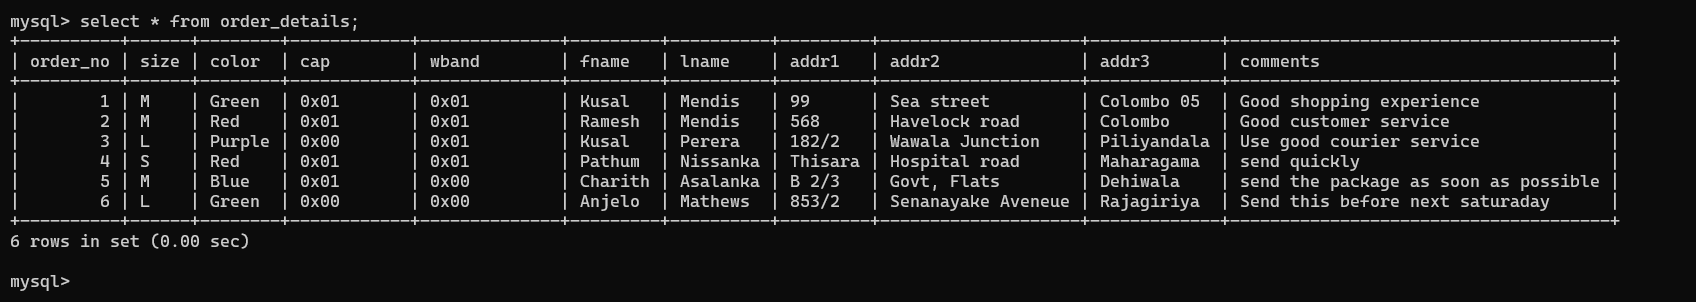 mysql> select * from order_details;
+----------+------+--------+------------+--------------+---------+----------+---------+-------------------+-------------+--------------------------------------+
| order_no | size | color  | cap        | wband        | fname   | lname    | addr1   | addr2             | addr3       | comments                             |
+----------+------+--------+------------+--------------+---------+----------+---------+-------------------+-------------+--------------------------------------+
|        1 | M    | Green  | 0x01       | 0x01         | Kusal   | Mendis   | 99      | Sea street        | Colombo 05  | Good shopping experience             |
|        2 | M    | Red    | 0x01       | 0x01         | Ramesh  | Mendis   | 568     | Havelock road     | Colombo     | Good customer service                |
|        3 | L    | Purple | 0x00       | 0x01         | Kusal   | Perera   | 182/2   | Wawala Junction   | Piliyandala | Use good courier service             |
|        4 | S    | Red    | 0x01       | 0x01         | Pathum  | Nissanka | Thisara | Hospital road     | Maharagama  | send quickly                         |
|        5 | M    | Blue   | 0x01       | 0x00         | Charith | Asalanka | B 2/3   | Govt, Flats       | Dehiwala    | send the package as soon as possible |
|        6 | L    | Green  | 0x00       | 0x00         | Anjelo  | Mathews  | 853/2   | Senanayake Aveneue | Rajagiriya  | Send this before next saturaday      |
+----------+------+--------+------------+--------------+---------+----------+---------+-------------------+-------------+--------------------------------------+
6 rows in set (0.00 sec)
mysql>